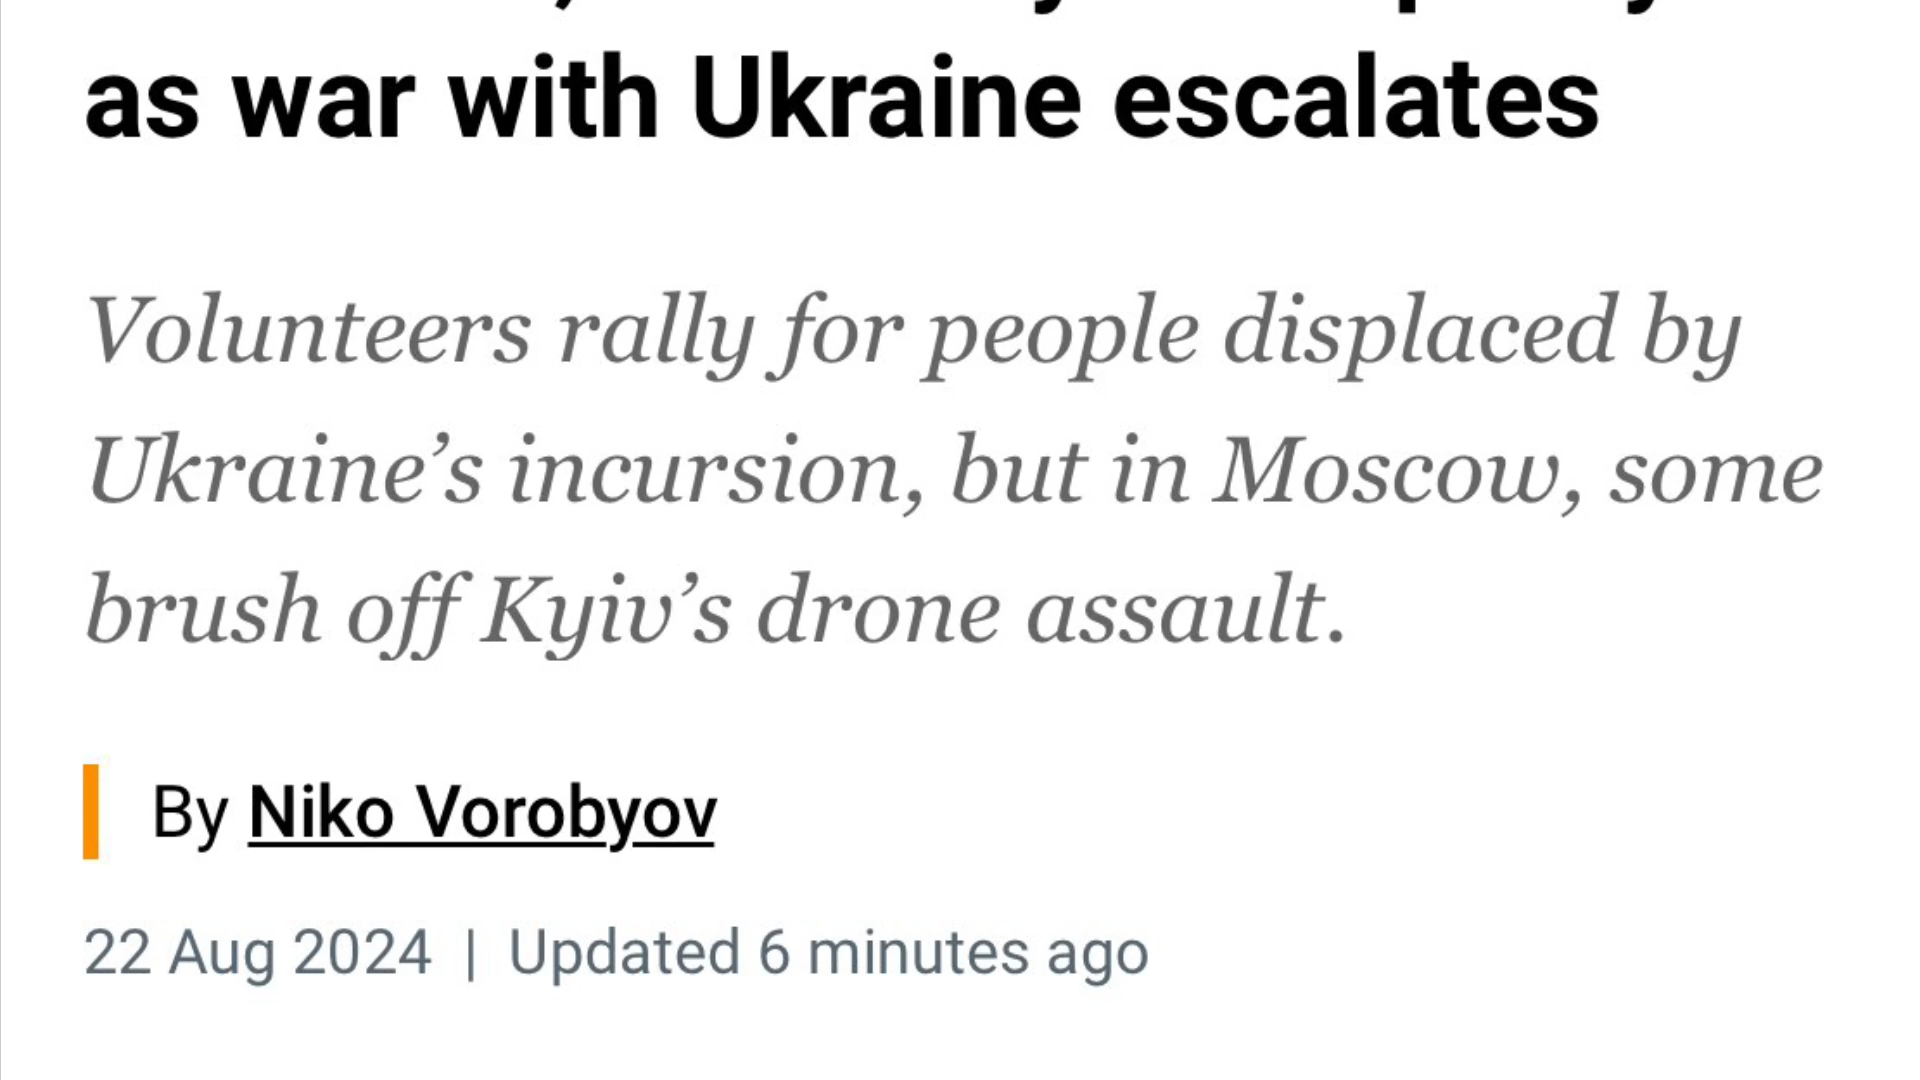 as war with Ukraine escalates
Volunteers rally for people displaced by
Ukraine’s incursion, but in Moscow, some
brush off Kyiv’s drone assault.
By Niko Vorobyov
22 Aug 2024 | Updated 6 minutes ago